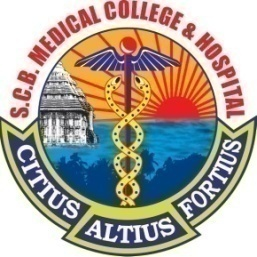 S.C.B. MEDICAL COLLEGE & HOSPITAL
CITIUS
ALTIUS
FORTIUS